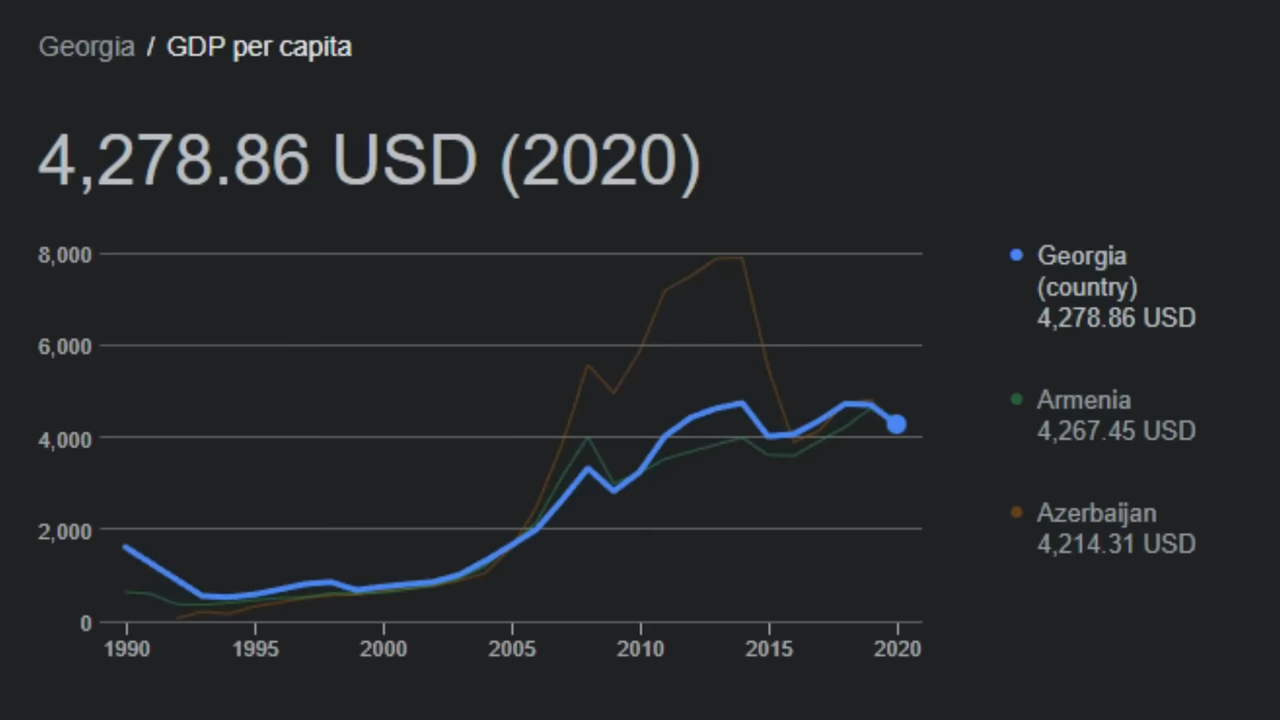 Georgia / GDP per capita
4,278.86 USD (2020)
8,000
6,000
4,000
2,000
0
1990 1995 2000 2005 2010 2015 2020
Georgia
(country)
4,278.86 USD
Armenia
4,267.45 USD
Azerbaijan
4,214.31 USD